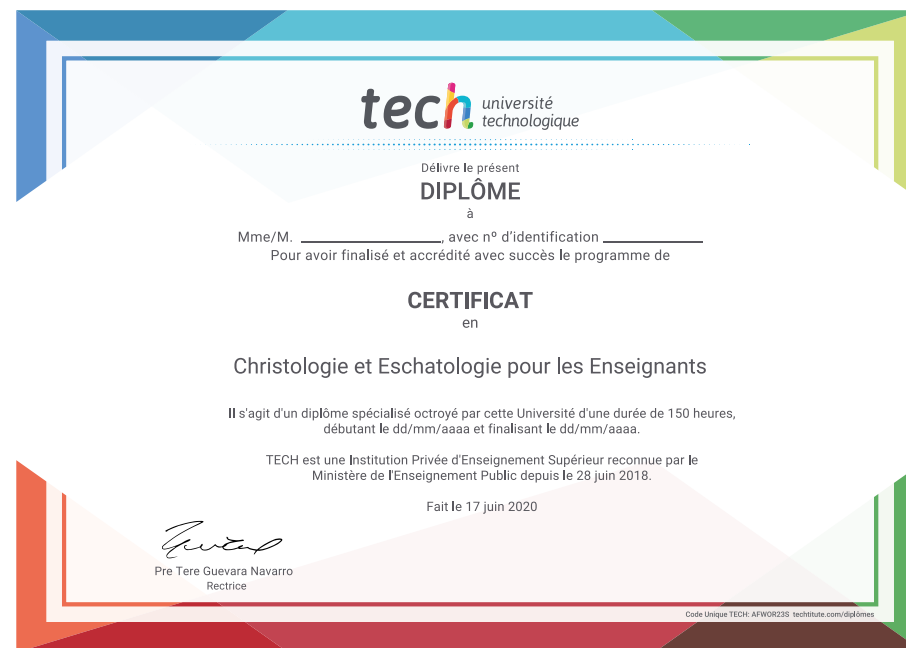 tech université
technologique
Délivre le présent
DIPLÔME
à
Mme/M. ____________________, avec nº d'identification ______________
Pour avoir finalisé et accrédité avec succès le programme de
CERTIFICAT
en
Christologie et Eschatologie pour les Enseignants
Il s'agit d'un diplôme spécialisé octroyé par cette Université d'une durée de 150 heures,
débutant le dd/mm/aaaa et finalisant le dd/mm/aaaa.
TECH est une Institution Privée d'Enseignement Supérieur reconnue par le
Ministère de l'Enseignement Public depuis le 28 juin 2018.
Fait le 17 juin 2020
Pre Tere Guevara Navarro
Rectrice
Code Unique TECH: AFWOR23S techtitute.com/diplômes